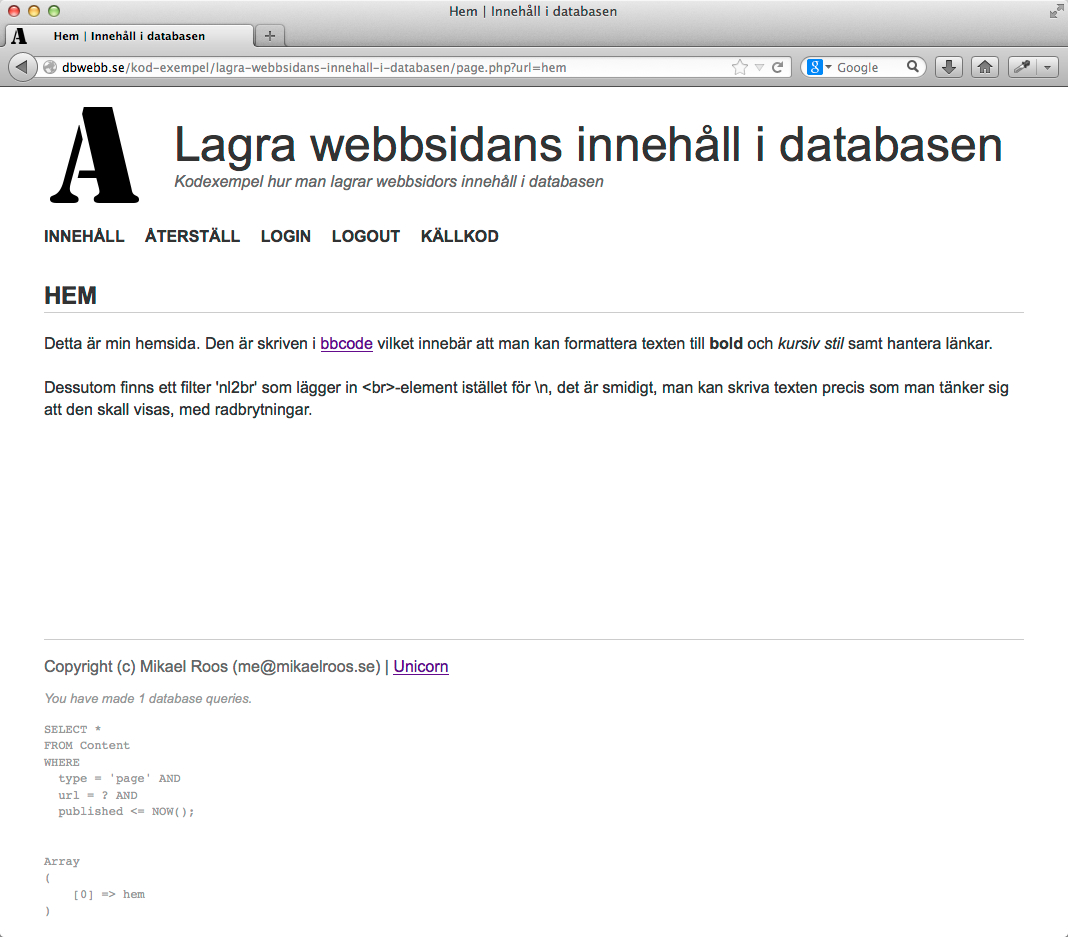 Hem | Innehåll i databasen
Hem | Innehåll i databasen
dbwebb.se/kod-exempel/lagra-webbsidans-innehall-i-databasen/page.php?url=hem
Google
A
Lagra webbsidans innehåll i databasen
Kodexempel hur man lagrar webbsidors innehåll i databasen
INNEHÅLL ÅTERSTÄLL LOGIN LOGOUT KÄLLKOD
HEM
Detta är min hemsida. Den är skriven i bbcode vilket innebär att man kan formattera texten till bold och kursiv stil samt hantera länkar.
Dessutom finns ett filter 'nl2br' som lägger in <br>-element istället för \n, det är smidigt, man kan skriva texten precis som man tänker sig
att den skall visas, med radbrytningar.
Copyright (c) Mikael Roos (me@mikaelroos.se) | Unicorn
You have made 1 database queries.
SELECT *
FROM Content
WHERE
  type = 'page' AND
  url = ? AND
  published <= NOW();
Array
(
    [0] => hem
)